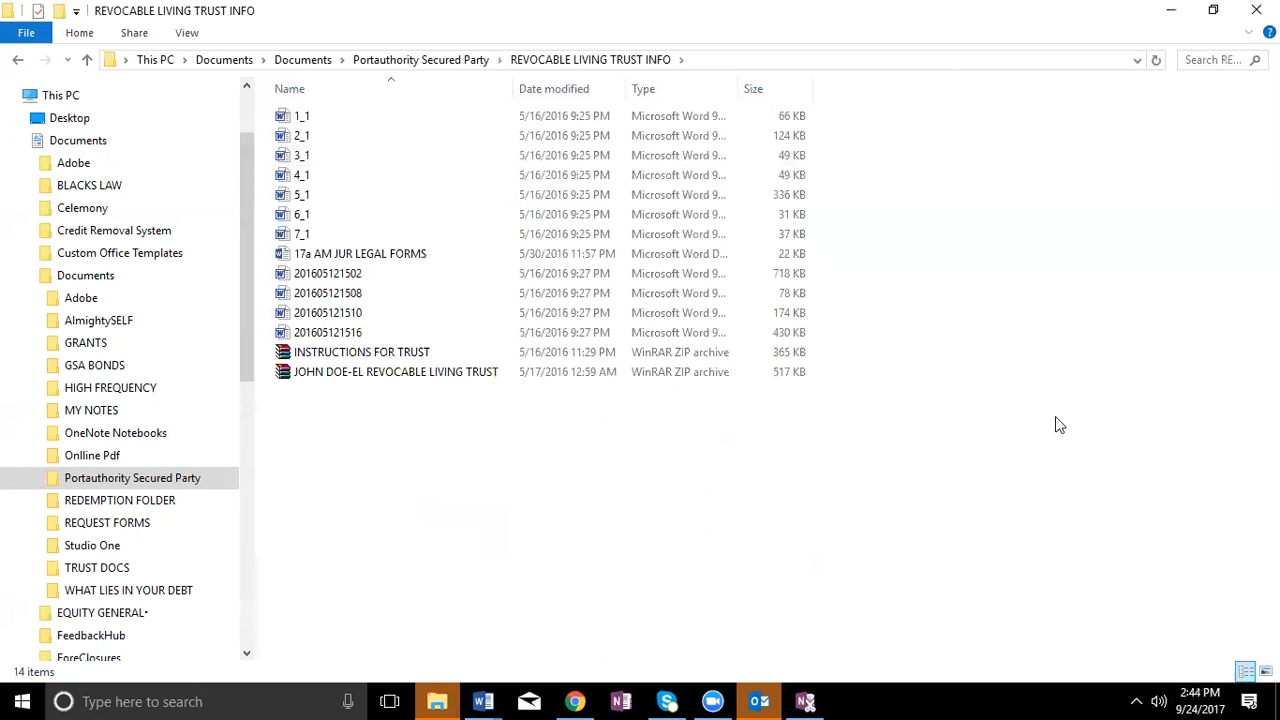 REVOCABLE LIVING TRUST INFO
File Home Share View
This PC Documents Documents Portauthority Secured Party REVOCABLE LIVING TRUST INFO Search RE...
Name Date modified Type Size
This PC
Desktop
Documents
Adobe
BLACKS LAW
Celemony
Credit Removal System
Custom Office Templates
Documents
Adobe
AlmightySELF
GRANTS
GSA BONDS
HIGH FREQUENCY
MY NOTES
OneNote Notebooks
Onlline Pdf
Portauthority Secured Party
REDEMPTION FOLDER
REQUEST FORMS
Studio One
TRUST DOCS
WHAT LIES IN YOUR DEBT
EQUITY GENERAL•
FeedbackHub
ForeClosures
1_1 5/16/2016 9:25 PM Microsoft Word 9... 66 KB
2_1 5/16/2016 9:25 PM Microsoft Word 9... 124 KB
3_1 5/16/2016 9:25 PM Microsoft Word 9... 49 KB
4_1 5/16/2016 9:25 PM Microsoft Word 9... 49 KB
5_1 5/16/2016 9:25 PM Microsoft Word 9... 336 KB
6_1 5/16/2016 9:25 PM Microsoft Word 9... 31 KB
7_1 5/16/2016 9:25 PM Microsoft Word 9... 37 KB
17a AM JUR LEGAL FORMS 5/30/2016 11:57 PM Microsoft Word D... 22 KB
201605121502 5/16/2016 9:27 PM Microsoft Word 9... 718 KB
201605121508 5/16/2016 9:27 PM Microsoft Word 9... 78 KB
201605121510 5/16/2016 9:27 PM Microsoft Word 9... 174 KB
201605121516 5/16/2016 9:27 PM Microsoft Word 9... 430 KB
INSTRUCTIONS FOR TRUST 5/16/2016 11:29 PM WinRAR ZIP archive 365 KB
JOHN DOE-EL REVOCABLE LIVING TRUST 5/17/2016 12:59 AM WinRAR ZIP archive 517 KB
14 items
Type here to search
2:44 PM
9/24/2017